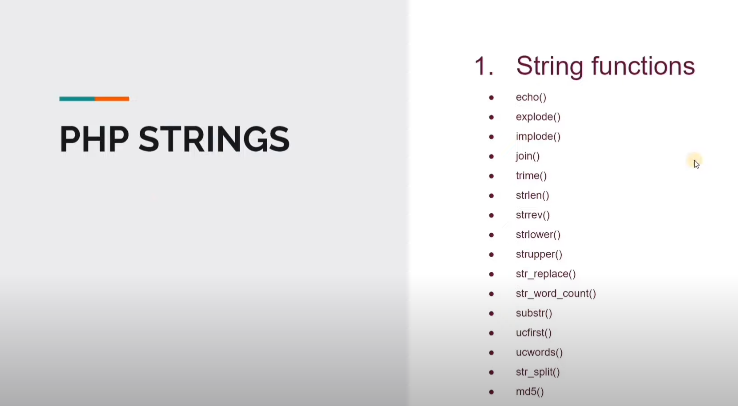 PHP STRINGS
1. String functions
● echo()
● explode()
● implode()
● join()
● trime()
● strlen()
● strrev()
● strlower()
● strupper()
● str_replace()
● str_word_count()
● substr()
● ucfirst()
● ucwords()
● str_split()
● md5()